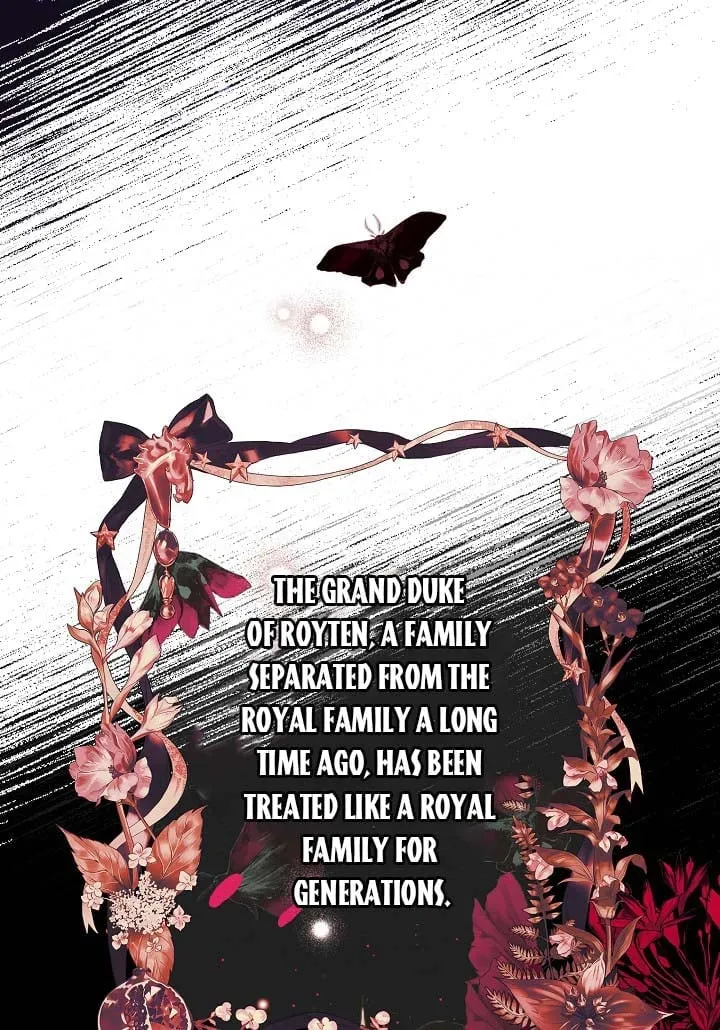 THE GRAND DUKE
OF ROYTEN, A FAMILY
SEPARATED FROM THE
ROYAL FAMILY A LONG
TIME AGO, HAS BEEN
TREATED LIKE A ROYAL
FAMILY FOR
GENERATIONS.